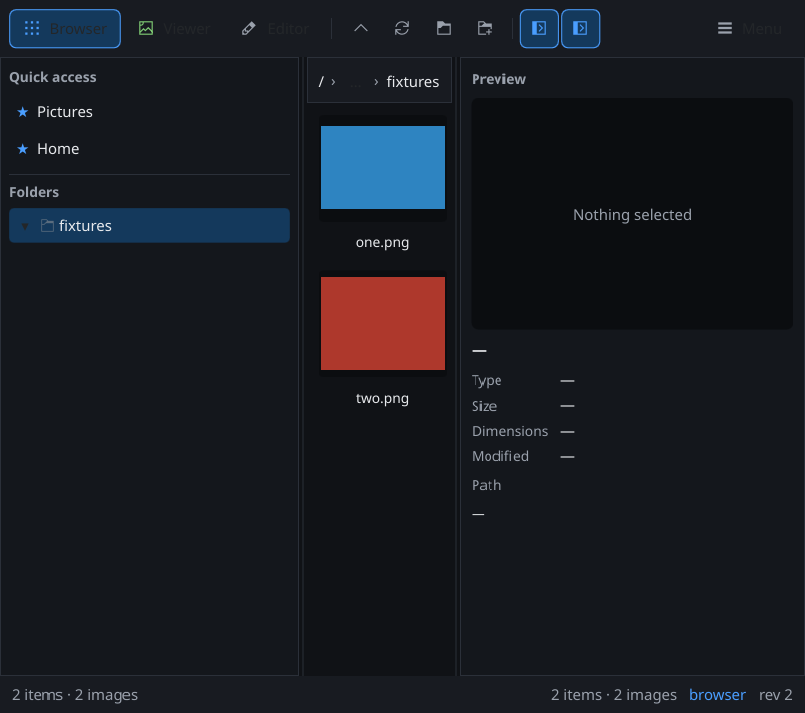 Browser Viewer Editor Menu
Quick access
Pictures
Home
Folders
fixtures
/ › … › fixtures
one.png
two.png
Preview
Nothing selected
—
Type —
Size —
Dimensions —
Modified —
Path
—
2 items · 2 images
2 items · 2 images browser rev 2